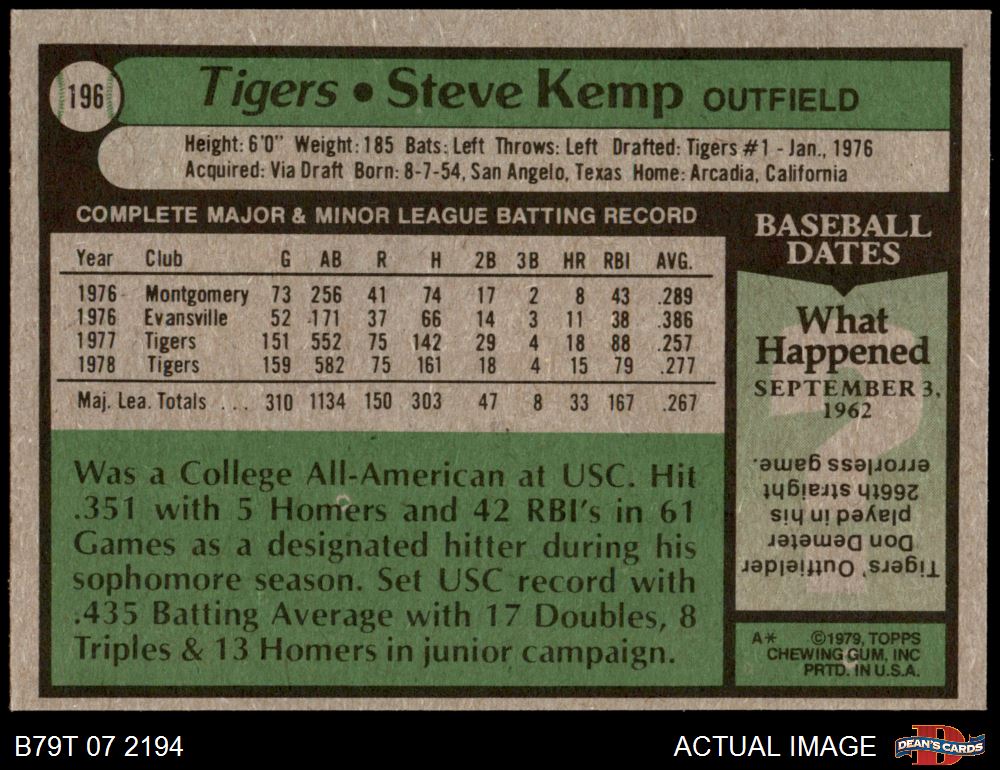 196
Tigers • Steve Kemp OUTFIELD
Height: 6'0" Weight: 185 Bats: Left Throws: Left Drafted: Tigers #1 - Jan., 1976
Acquired: Via Draft Born: 8-7-54, San Angelo, Texas Home: Arcadia, California
COMPLETE MAJOR & MINOR LEAGUE BATTING RECORD
Year Club G AB R H 2B 3B HR RBI AVG.
1976 Montgomery 73 256 41 74 17 2 8 43 .289
1976 Evansville 52 171 37 66 14 3 11 38 .386
1977 Tigers 151 552 75 142 29 4 18 88 .257
1978 Tigers 159 582 75 161 18 4 15 79 .277
Maj. Lea. Totals ... 310 1134 150 303 47 8 33 167 .267
Was a College All-American at USC. Hit
.351 with 5 Homers and 42 RBI's in 61
Games as a designated hitter during his
sophomore season. Set USC record with
.435 Batting Average with 17 Doubles, 8
Triples & 13 Homers in junior campaign.
BASEBALL
DATES
What
Happened
SEPTEMBER 3,
1962
Tigers' Outfielder
Don Demeter
played in his
266th straight
errorless game.
A* ©1979, TOPPS
CHEWING GUM, INC
PRTD. IN U.S.A.
B79T 07 2194
ACTUAL IMAGE
DEAN'S CARDS